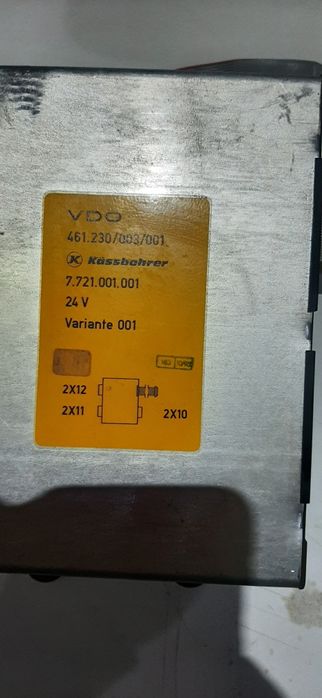 VDO
461.230/003/001
K Kässbohrer
7.721.001.001
24 V
Variante 001
2X12
2X11 2X10